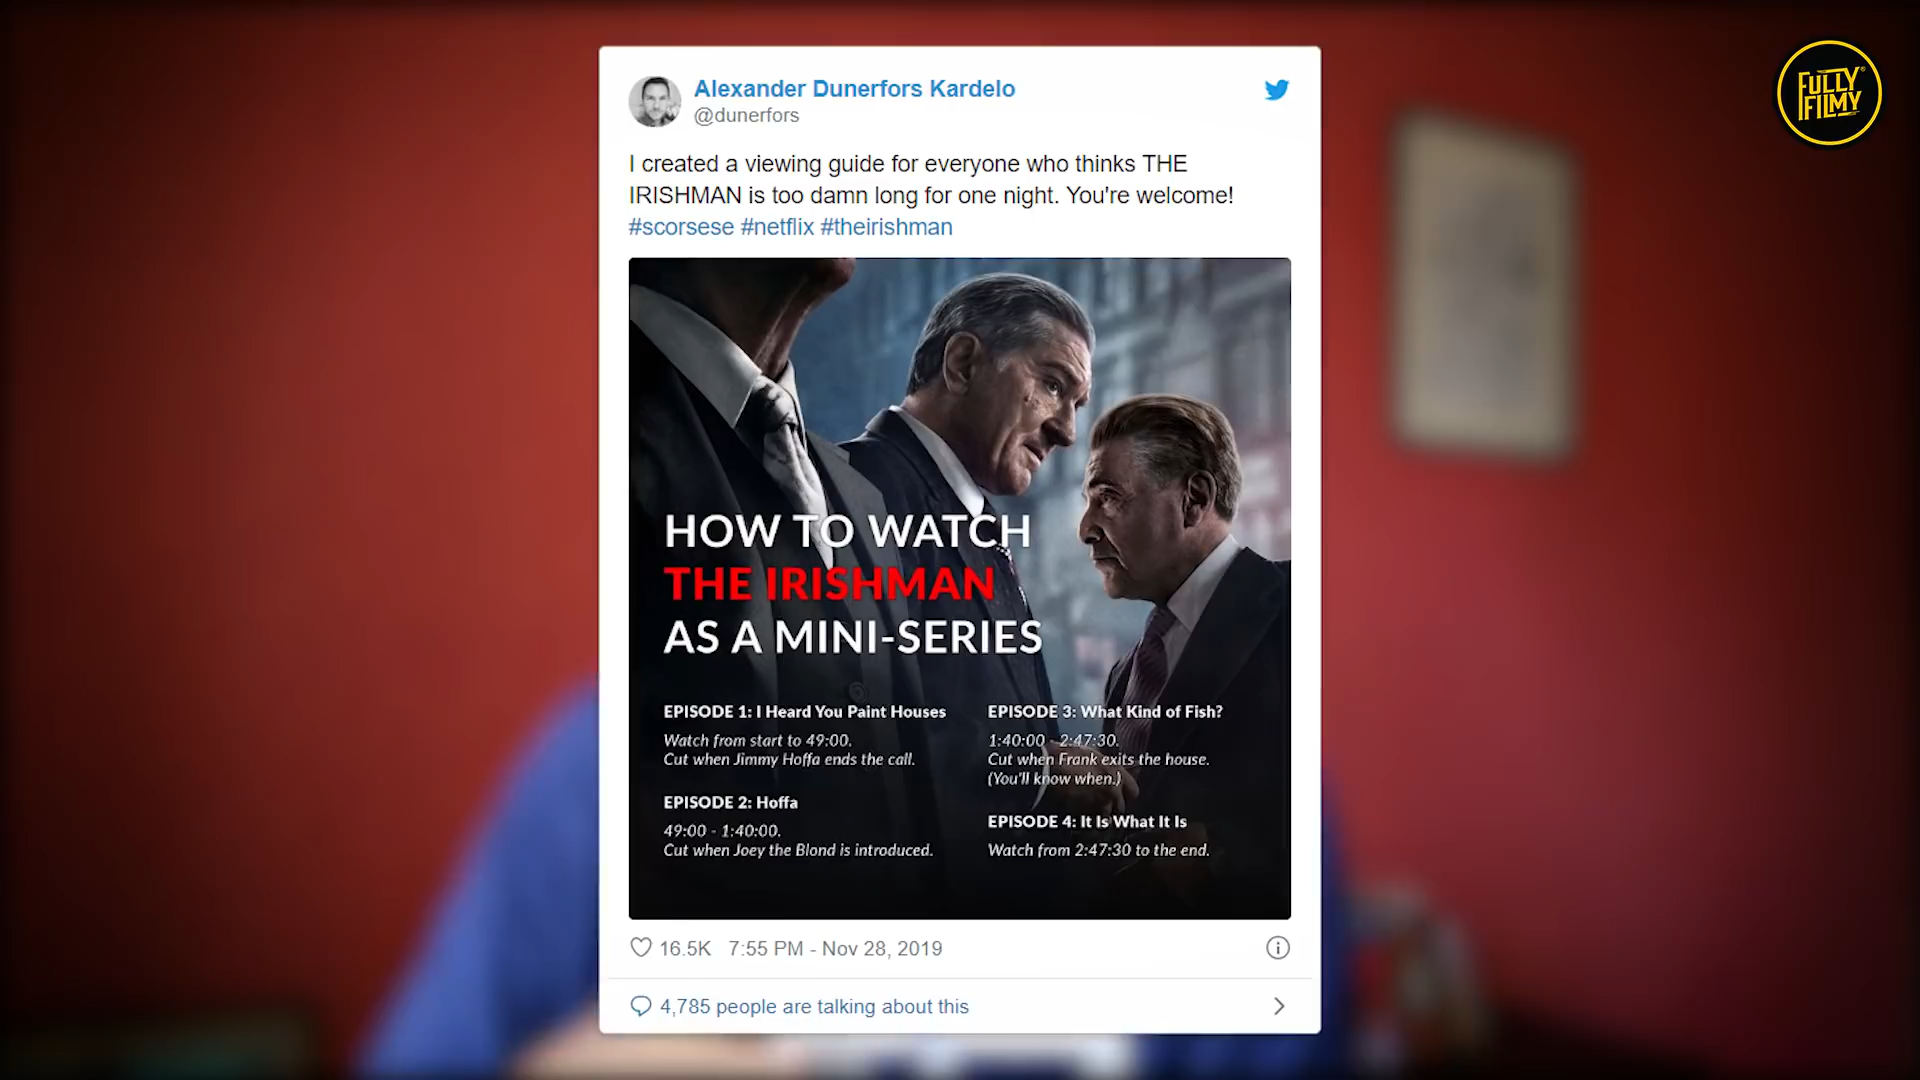 FULLY
FILMY
Alexander Dunerfors Kardelo
@dunerfors
I created a viewing guide for everyone who thinks THE
IRISHMAN is too damn long for one night. You're welcome!
#scorsese #netflix #theirishman
HOW TO WATCH
THE IRISHMAN
AS A MINI-SERIES
EPISODE 1: I Heard You Paint Houses
Watch from start to 49:00.
Cut when Jimmy Hoffa ends the call.
EPISODE 2: Hoffa
49:00 - 1:40:00.
Cut when Joey the Blond is introduced.
EPISODE 3: What Kind of Fish?
1:40:00 - 2:47:30.
Cut when Frank exits the house.
(You'll know when.)
EPISODE 4: It Is What It Is
Watch from 2:47:30 to the end.
16.5K 7:55 PM - Nov 28, 2019
4,785 people are talking about this